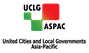 UCLG
ASPAC
United Cities and Local Governments
Asia-Pacific